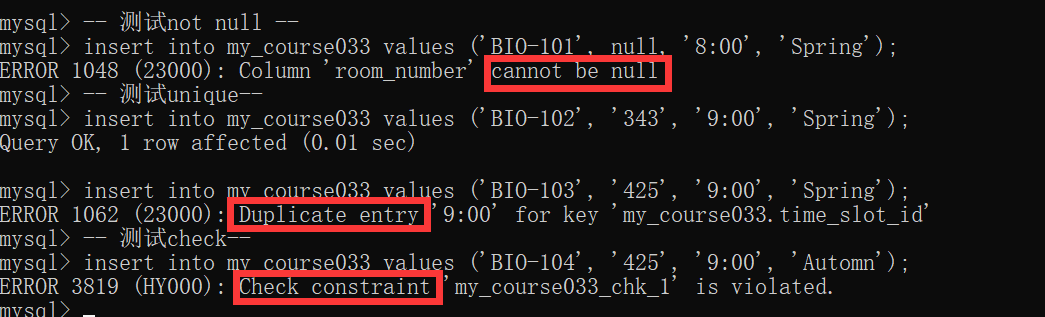 mysql> -- 测试not null --
mysql> insert into my_course033 values ('BIO-101', null, '8:00', 'Spring');
ERROR 1048 (23000): Column 'room_number' cannot be null
mysql> -- 测试unique--
mysql> insert into my_course033 values ('BIO-102', '343', '9:00', 'Spring');
Query OK, 1 row affected (0.01 sec)
mysql> insert into my_course033 values ('BIO-103', '425', '9:00', 'Spring');
ERROR 1062 (23000): Duplicate entry '9:00' for key 'my_course033.time_slot_id'
mysql> -- 测试check--
mysql> insert into my_course033 values ('BIO-104', '425', '9:00', 'Automn');
ERROR 3819 (HY000): Check constraint 'my_course033_chk_1' is violated.
mysql>